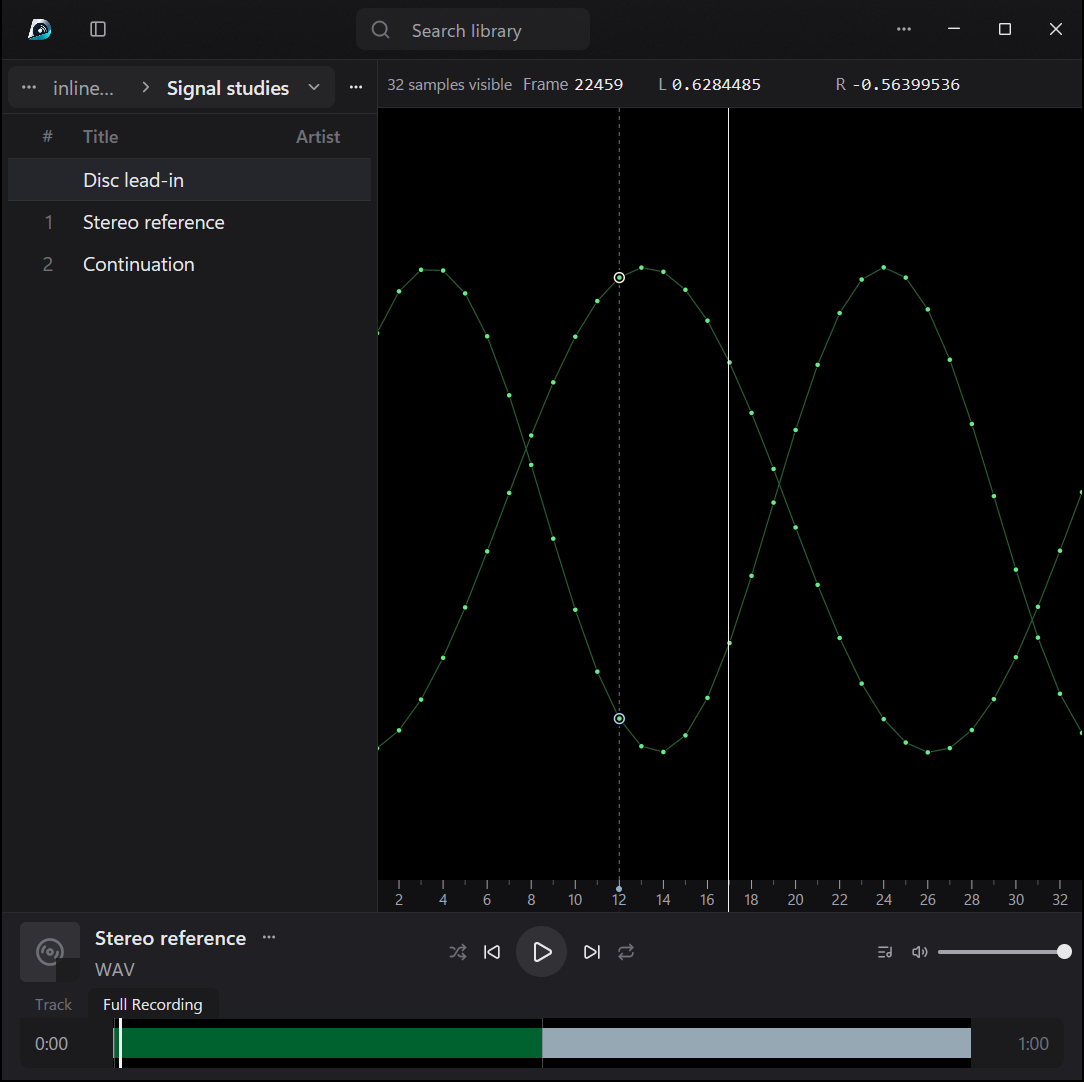 Search library
inline... Signal studies
32 samples visible Frame 22459 L 0.6284485 R -0.56399536
# Title Artist
Disc lead-in
1 Stereo reference
2 Continuation
2 4 6 8 10 12 14 16 18 20 22 24 26 28 30 32
Stereo reference
WAV
Track Full Recording
0:00 1:00